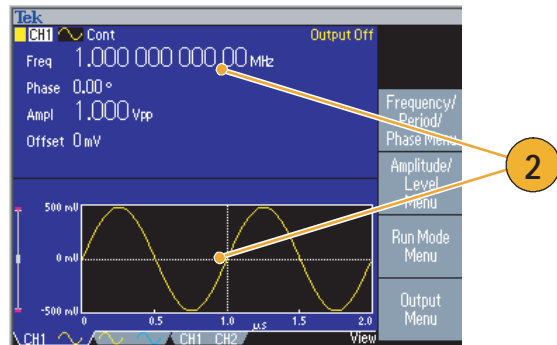 Tek
CH1 Cont Output Off
Freq 1.000 000 000 00 MHz
Phase 0.00 °
Ampl 1.000 Vpp
Offset 0 mV
Frequency/
Period/
Phase Menu
Amplitude/
Level
Menu
Run Mode
Menu
Output
Menu
2
500 mV
0 mV
-500 mV
0 0.5 1.0 1.5 2.0
µs
CH1 CH1 CH2 View